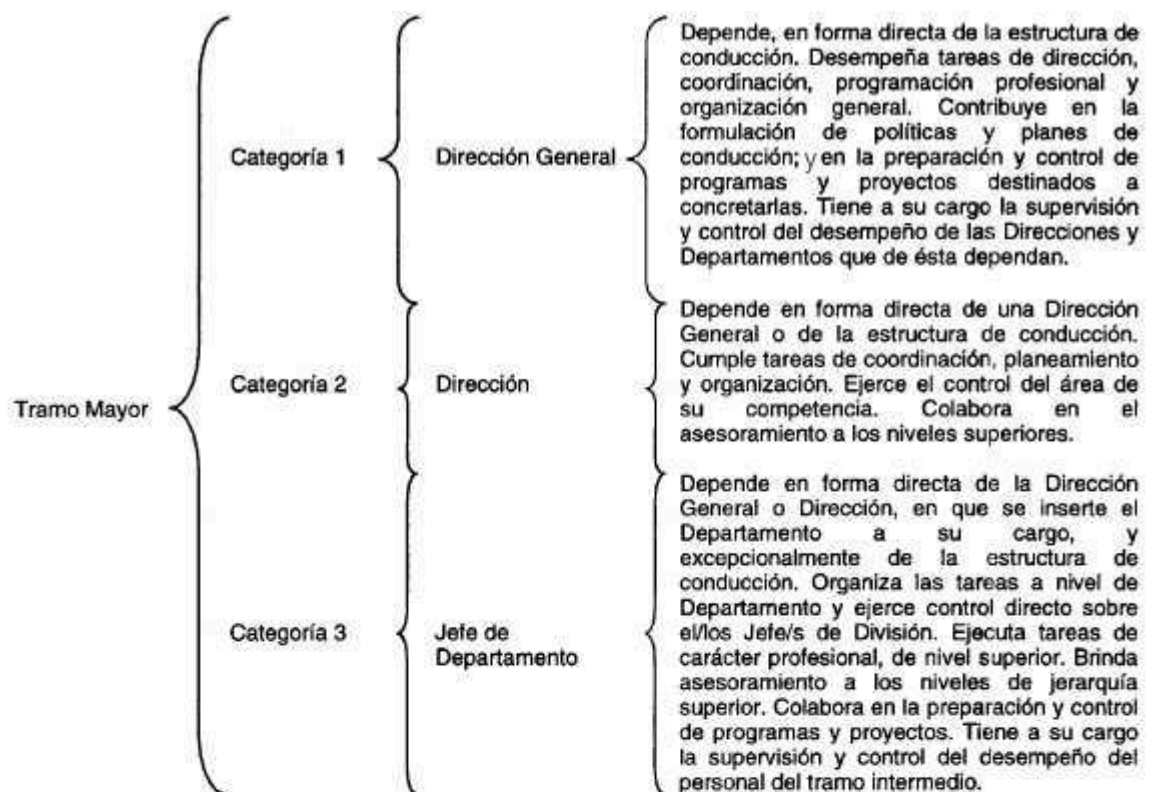 Tramo Mayor
Categoría 1
Dirección General
Depende, en forma directa de la estructura de
conducción. Desempeña tareas de dirección,
coordinación, programación profesional y
organización general. Contribuye en la
formulación de políticas y planes de
conducción; y en la preparación y control de
programas y proyectos destinados a
concretarlas. Tiene a su cargo la supervisión
y control del desempeño de las Direcciones y
Departamentos que de ésta dependan.
Categoría 2
Dirección
Depende en forma directa de una Dirección
General o de la estructura de conducción.
Cumple tareas de coordinación, planeamiento
y organización. Ejerce el control del área de
su competencia. Colabora en el
asesoramiento a los niveles superiores.
Categoría 3
Jefe de
Departamento
Depende en forma directa de la Dirección
General o Dirección, en que se inserte el
Departamento a su cargo, y
excepcionalmente de la estructura de
conducción. Organiza las tareas a nivel de
Departamento y ejerce control directo sobre
el/los Jefe/s de División. Ejecuta tareas de
carácter profesional, de nivel superior. Brinda
asesoramiento a los niveles de jerarquía
superior. Colabora en la preparación y control
de programas y proyectos. Tiene a su cargo
la supervisión y control del desempeño del
personal del tramo intermedio.